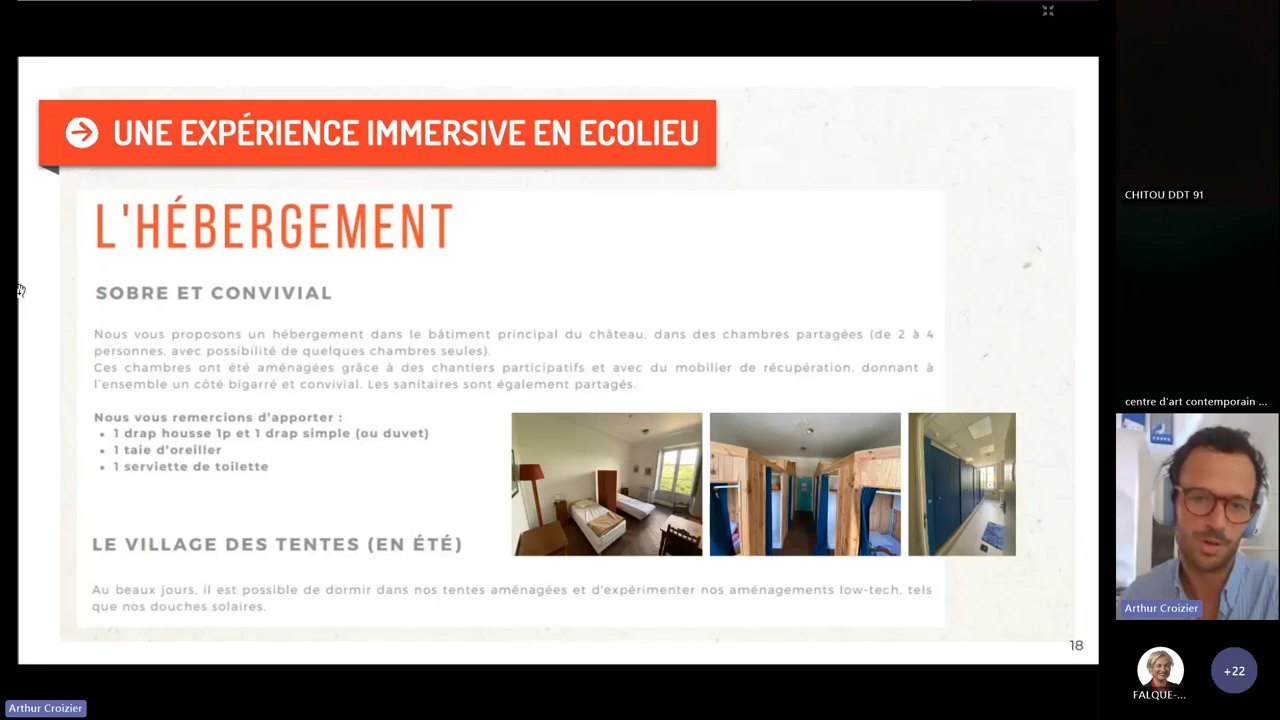 UNE EXPÉRIENCE IMMERSIVE EN ECOLIEU
L'HÉBERGEMENT
SOBRE ET CONVIVIAL
Nous vous proposons un hébergement dans le bâtiment principal du château, dans des chambres partagées (de 2 à 4
personnes, avec possibilité de quelques chambres seules).
Ces chambres ont été aménagées grâce à des chantiers participatifs et avec du mobilier de récupération, donnant à
l'ensemble un côté bigarré et convivial. Les sanitaires sont également partagés.
Nous vous remercions d'apporter :
• 1 drap housse 1p et 1 drap simple (ou duvet)
• 1 taie d'oreiller
• 1 serviette de toilette
LE VILLAGE DES TENTES (EN ÉTÉ)
Au beaux jours, il est possible de dormir dans nos tentes aménagées et d'expérimenter nos aménagements low-tech, tels
que nos douches solaires.
18
CHITOU DDT 91
centre d'art contemporain ...
Arthur Croizier
FALQUE-...
+22
Arthur Croizier